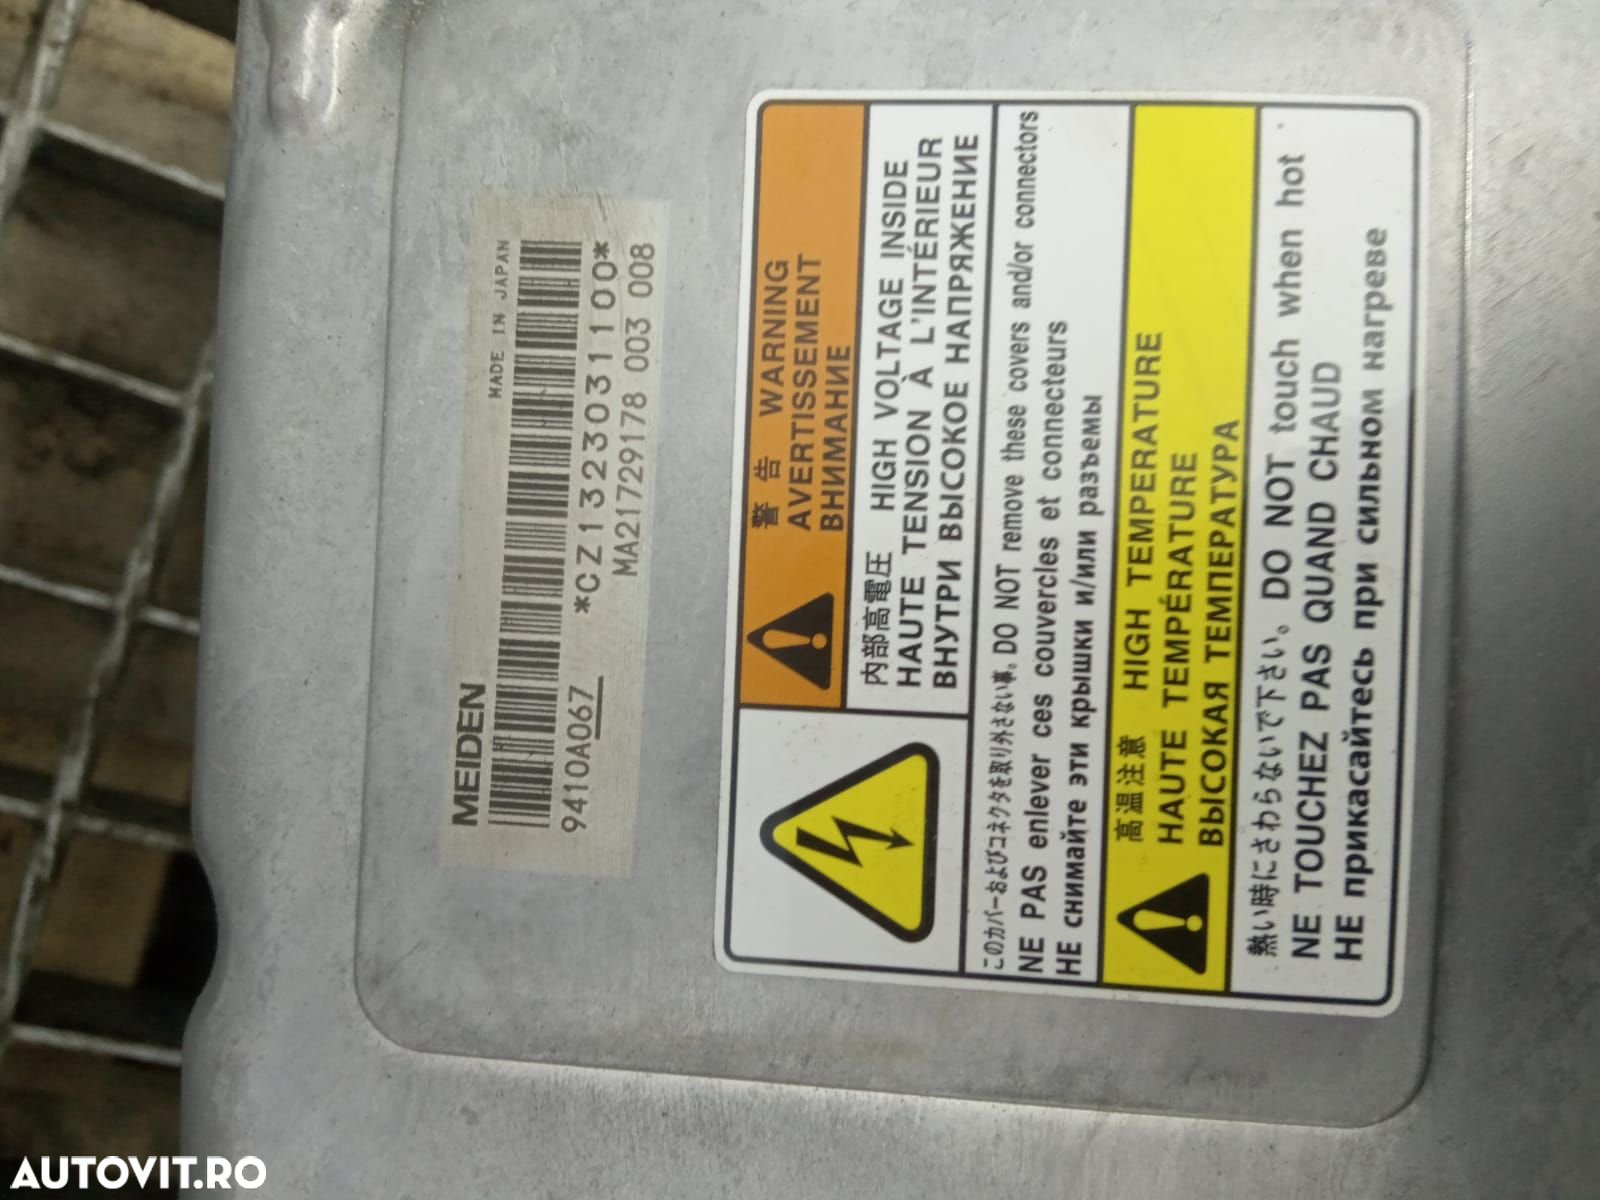 MEIDEN MADE IN JAPAN
9410A067 *CZ1323031100*
MA21729178 003 008
警告 WARNING
AVERTISSEMENT
ВНИМАНИЕ
内部高電圧 HIGH VOLTAGE INSIDE
HAUTE TENSION À L'INTÉRIEUR
ВНУТРИ ВЫСОКОЕ НАПРЯЖЕНИЕ
このカバーおよびコネクタを取り外さない事。DO NOT remove these covers and/or connectors
NE PAS enlever ces couvercles et connecteurs
НЕ снимайте эти крышки и/или разъемы
高温注意 HIGH TEMPERATURE
HAUTE TEMPÉRATURE
ВЫСОКАЯ ТЕМПЕРАТУРА
熱い時にさわらないで下さい。DO NOT touch when hot
NE TOUCHEZ PAS QUAND CHAUD
НЕ прикасайтесь при сильном нагреве
AUTOVIT.RO